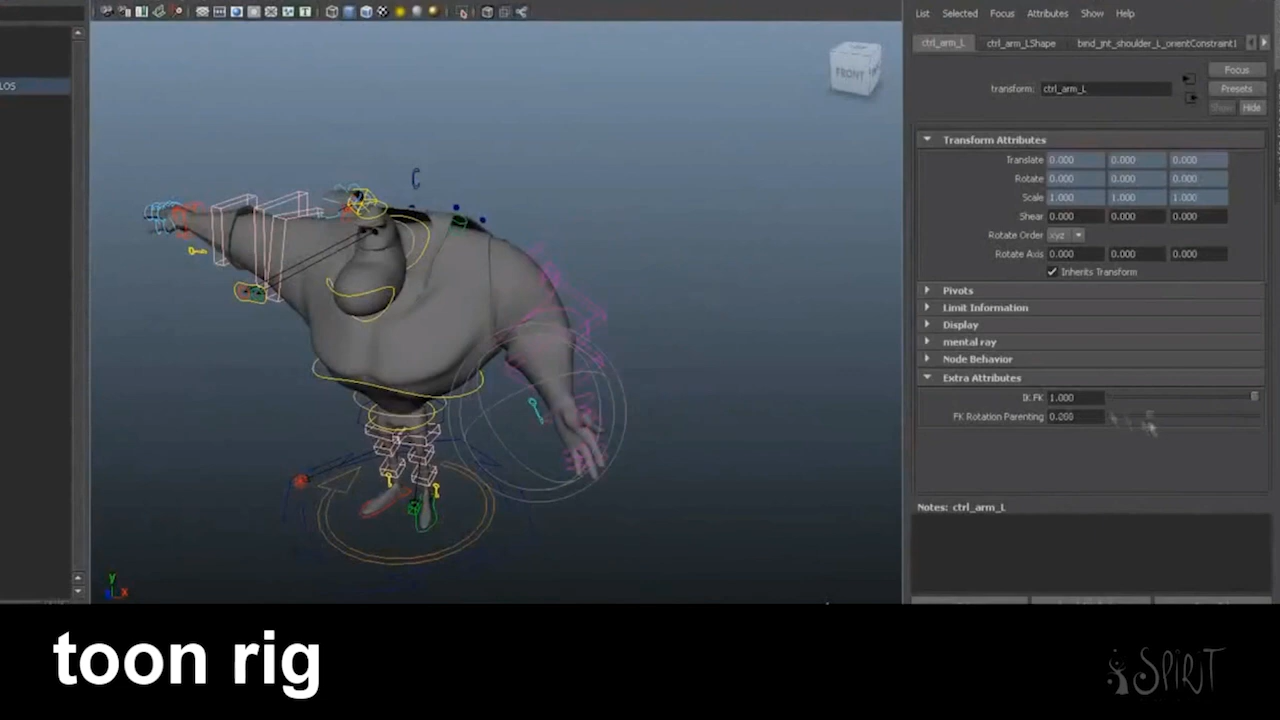 List Selected Focus Attributes Show Help
ctrl_arm_L ctrl_arm_LShape bind_jnt_shoulder_L_orientConstraint1
Focus
transform: ctrl_arm_L Presets
Show Hide
LOS
FRONT
Transform Attributes
Translate 0.000 0.000 0.000
Rotate 0.000 0.000 0.000
Scale 1.000 1.000 1.000
Shear 0.000 0.000 0.000
Rotate Order xyz
Rotate Axis 0.000 0.000 0.000
Inherits Transform
Pivots
Limit Information
Display
mental ray
Node Behavior
Extra Attributes
IK FK 1.000
FK Rotation Parenting
C
Notes: ctrl_arm_L
y
x
toon rig
SPIRIT